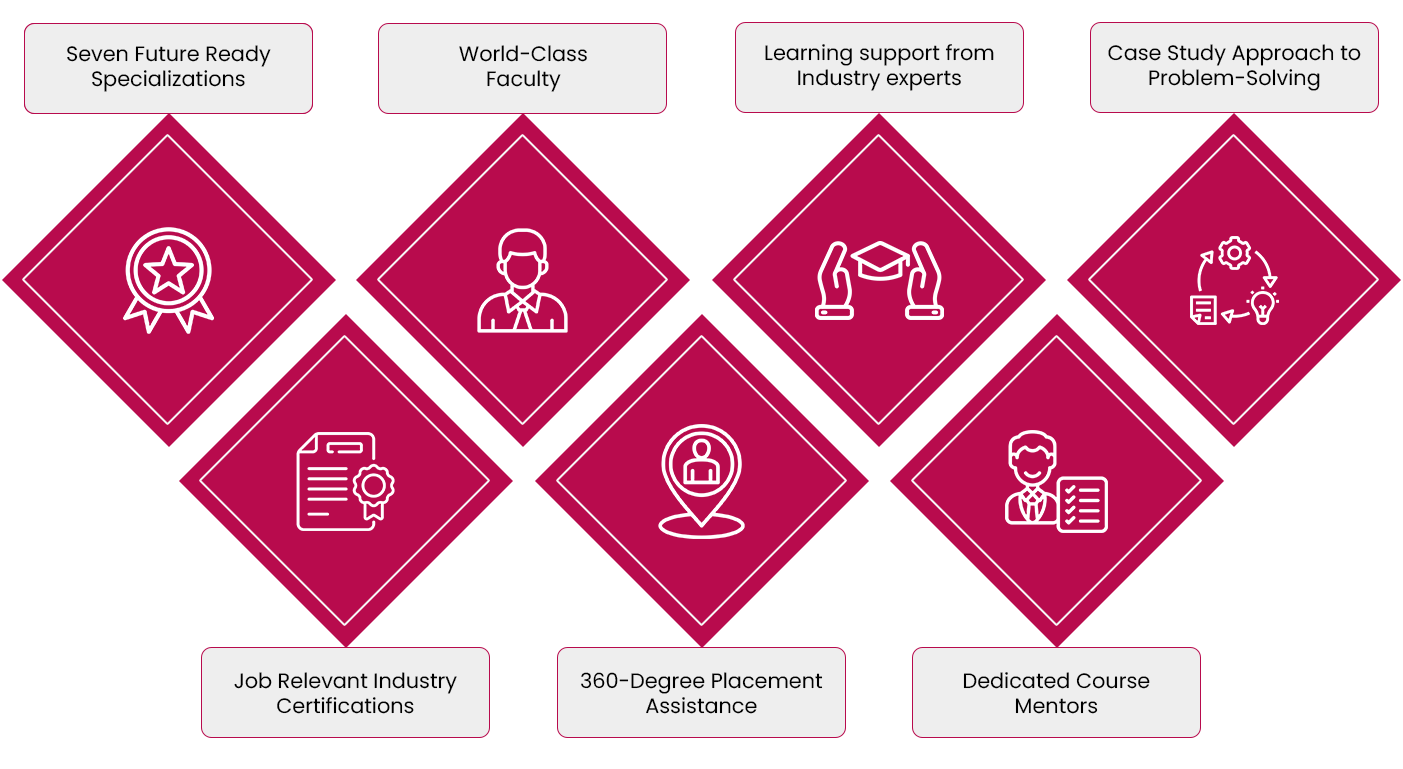 Seven Future Ready
Specializations
World-Class
Faculty
Learning support from
Industry experts
Case Study Approach to
Problem-Solving
Job Relevant Industry
Certifications
360-Degree Placement
Assistance
Dedicated Course
Mentors